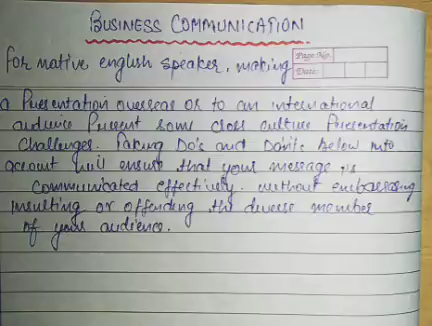 BUSINESS COMMUNICATION
for native english speaker, making
Page No.
Date:
a Presentation overseas or to an international
audience Present some cross culture Presentation
Challenges. Taking Do's and Don'ts below into
account will ensure that your message is
communicated effectively. without embarrassing
insulting or offending the diverse member
of your audience.